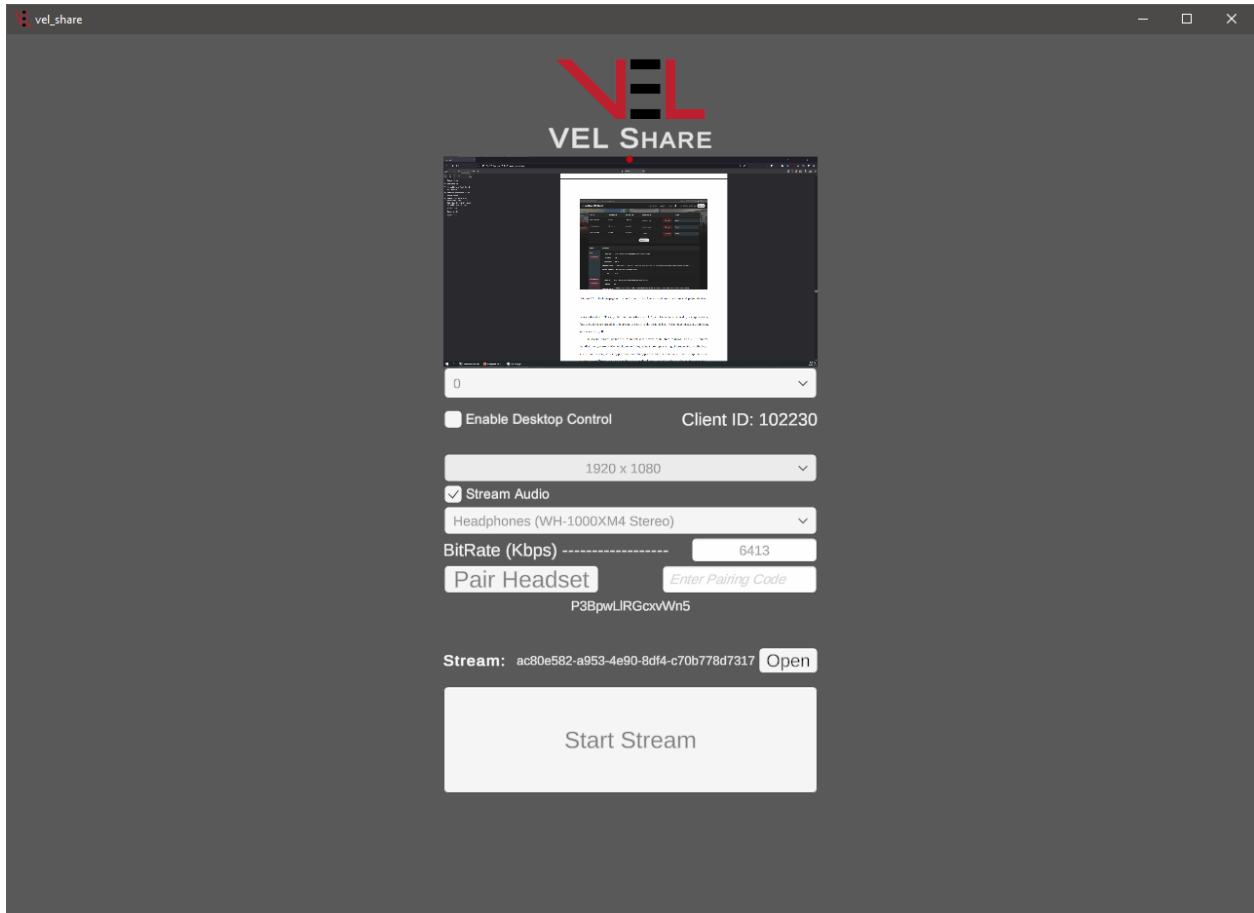 vel_share
VEL
VEL SHARE
0
Enable Desktop Control Client ID: 102230
1920 x 1080
Stream Audio
Headphones (WH-1000XM4 Stereo)
BitRate (Kbps) ------------------ 6413
Pair Headset Enter Pairing Code
P3BpwLlRGcxvWn5
Stream: ac80e582-a953-4e90-8df4-c70b778d7317 Open
Start Stream